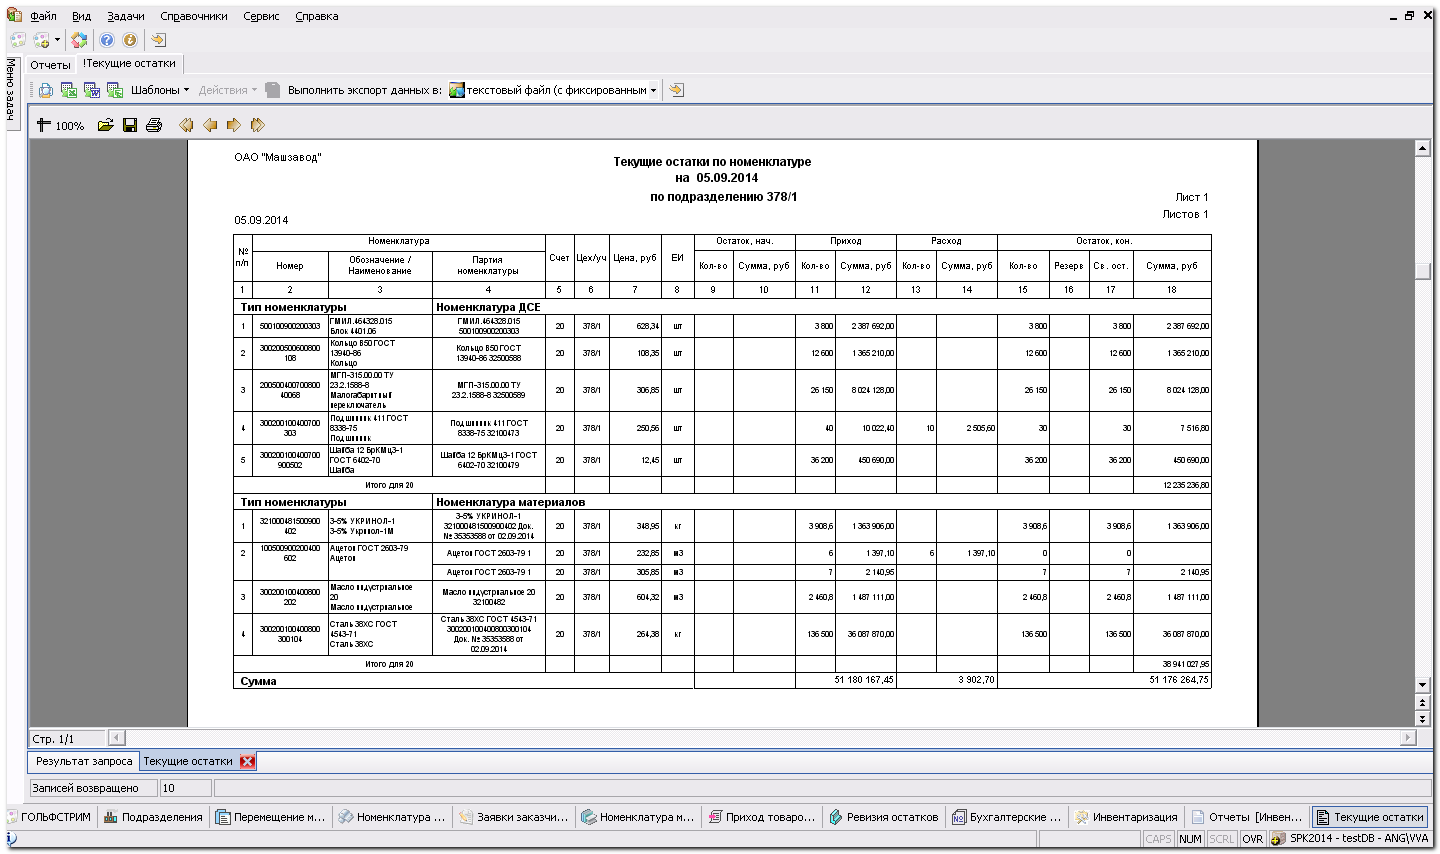 Файл Вид Задачи Справочники Сервис Справка
Меню задач
Отчеты !Текущие остатки
Шаблоны Действия Выполнить экспорт данных в: текстовый файл (с фиксированным
100%
ОАО "Машзавод"
Текущие остатки по номенклатуре
на 05.09.2014
по подразделению 378/1
Лист 1
Листов 1
05.09.2014
№ п/п Номенклатура Счет Цех/уч Цена, руб ЕИ Остаток, нач. Приход Расход Остаток, кон.
Номер Обозначение / Наименование Партия номенклатуры Кол-во Сумма, руб Кол-во Сумма, руб Кол-во Сумма, руб Кол-во Резерв Св. ост. Сумма, руб
1 2 3 4 5 6 7 8 9 10 11 12 13 14 15 16 17 18
Тип номенклатуры Номенклатура ДСЕ
1 500100900200303 ГМИЛ.464328.015 Блок 4401.06 ГМИЛ.464328.015 500100900200303 20 378/1 628,34 шт 3 800 2 387 692,00 3 800 3 800 2 387 692,00
2 300200500600800 108 Кольцо В50 ГОСТ 13940-86 Кольцо Кольцо В50 ГОСТ 13940-86 32500588 20 378/1 108,35 шт 12 600 1 365 210,00 12 600 12 600 1 365 210,00
3 200500400700800 40068 МГП-315.00.00 ТУ 23.2.1588-8 Малогабаритный переключатель МГП-315.00.00 ТУ 23.2.1588-8 32500589 20 378/1 306,85 шт 26 150 8 024 128,00 26 150 26 150 8 024 128,00
4 300200100400700 303 Подшипник 411 ГОСТ 8338-75 Подшипник Подшипник 411 ГОСТ 8338-75 32100473 20 378/1 250,56 шт 40 10 022,40 10 2 505,60 30 30 7 516,80
5 300200100400700 900502 Шайба 12 БрКМц3-1 ГОСТ 6402-70 Шайба Шайба 12 БрКМц3-1 ГОСТ 6402-70 32100479 20 378/1 12,45 шт 36 200 450 690,00 36 200 36 200 450 690,00
Итого для 20 12 235 236,80
Тип номенклатуры Номенклатура материалов
1 321000481500900 402 3-5% УКРИНОЛ-1 3-5% Укринол-1М 3-5% УКРИНОЛ-1 321000481500900402 Док. № 35353588 от 02.09.2014 20 378/1 348,95 кг 3 908,6 1 363 906,00 3 908,6 3 908,6 1 363 906,00
2 100500900200400 602 Ацетон ГОСТ 2603-79 Ацетон Ацетон ГОСТ 2603-79 1 20 378/1 232,85 м3 6 1 397,10 6 1 397,10 0 0
Ацетон ГОСТ 2603-79 1 20 378/1 305,85 м3 7 2 140,95 7 7 2 140,95
3 300200100400800 202 Масло индустриальное 20 Масло индустриальное Масло индустриальное 20 32100482 20 378/1 604,32 м3 2 460,8 1 487 111,00 2 460,8 2 460,8 1 487 111,00
4 300200100400800 300104 Сталь 38ХС ГОСТ 4543-71 Сталь 38ХС Сталь 38ХС ГОСТ 4543-71 300200100400800300104 Док. № 35353588 от 02.09.2014 20 378/1 264,38 кг 136 500 36 087 870,00 136 500 136 500 36 087 870,00
Итого для 20 38 941 027,95
Сумма 51 180 167,45 3 902,70 51 176 264,75
Стр. 1/1
Результат запроса Текущие остатки
Записей возвращено 10
ГОЛЬФСТРИМ Подразделения Перемещение м... Номенклатура ... Заявки заказчи... Номенклатура м... Приход товаро... Ревизия остатков Бухгалтерские ... Инвентаризация Отчеты [Инвен... Текущие остатки
CAPS NUM SCRL OVR SPK2014 - testDB - ANG\VVA